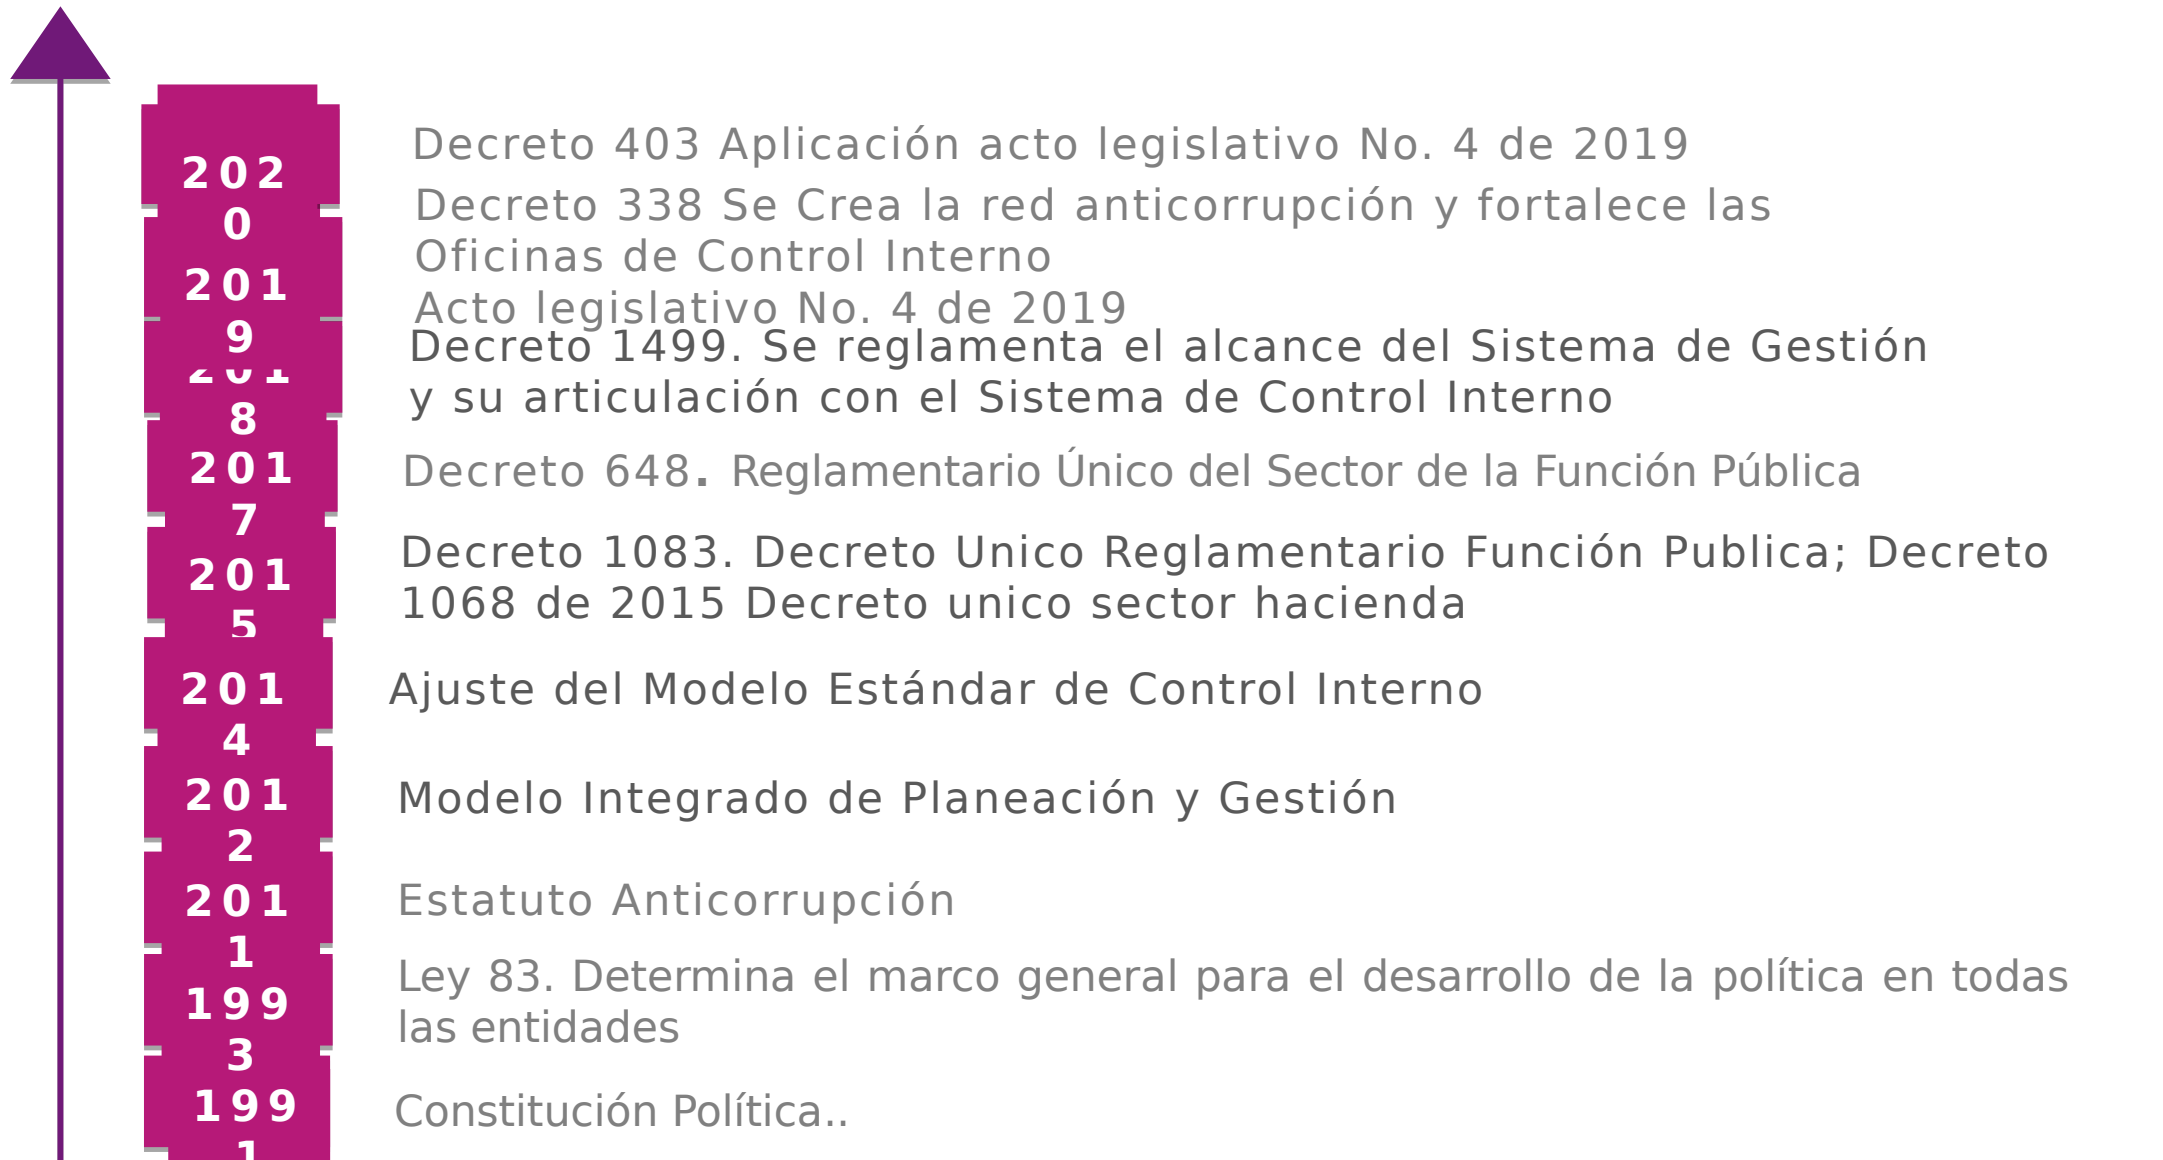 2020
Decreto 403 Aplicación acto legislativo No. 4 de 2019
2019
Decreto 338 Se Crea la red anticorrupción y fortalece las
Oficinas de Control Interno
Acto legislativo No. 4 de 2019
2018
Decreto 1499. Se reglamenta el alcance del Sistema de Gestión
y su articulación con el Sistema de Control Interno
2017
Decreto 648. Reglamentario Único del Sector de la Función Pública
2015
Decreto 1083. Decreto Unico Reglamentario Función Publica; Decreto
1068 de 2015 Decreto unico sector hacienda
2014
Ajuste del Modelo Estándar de Control Interno
2012
Modelo Integrado de Planeación y Gestión
2011
Estatuto Anticorrupción
1993
Ley 83. Determina el marco general para el desarrollo de la política en todas
las entidades
1991
Constitución Política..